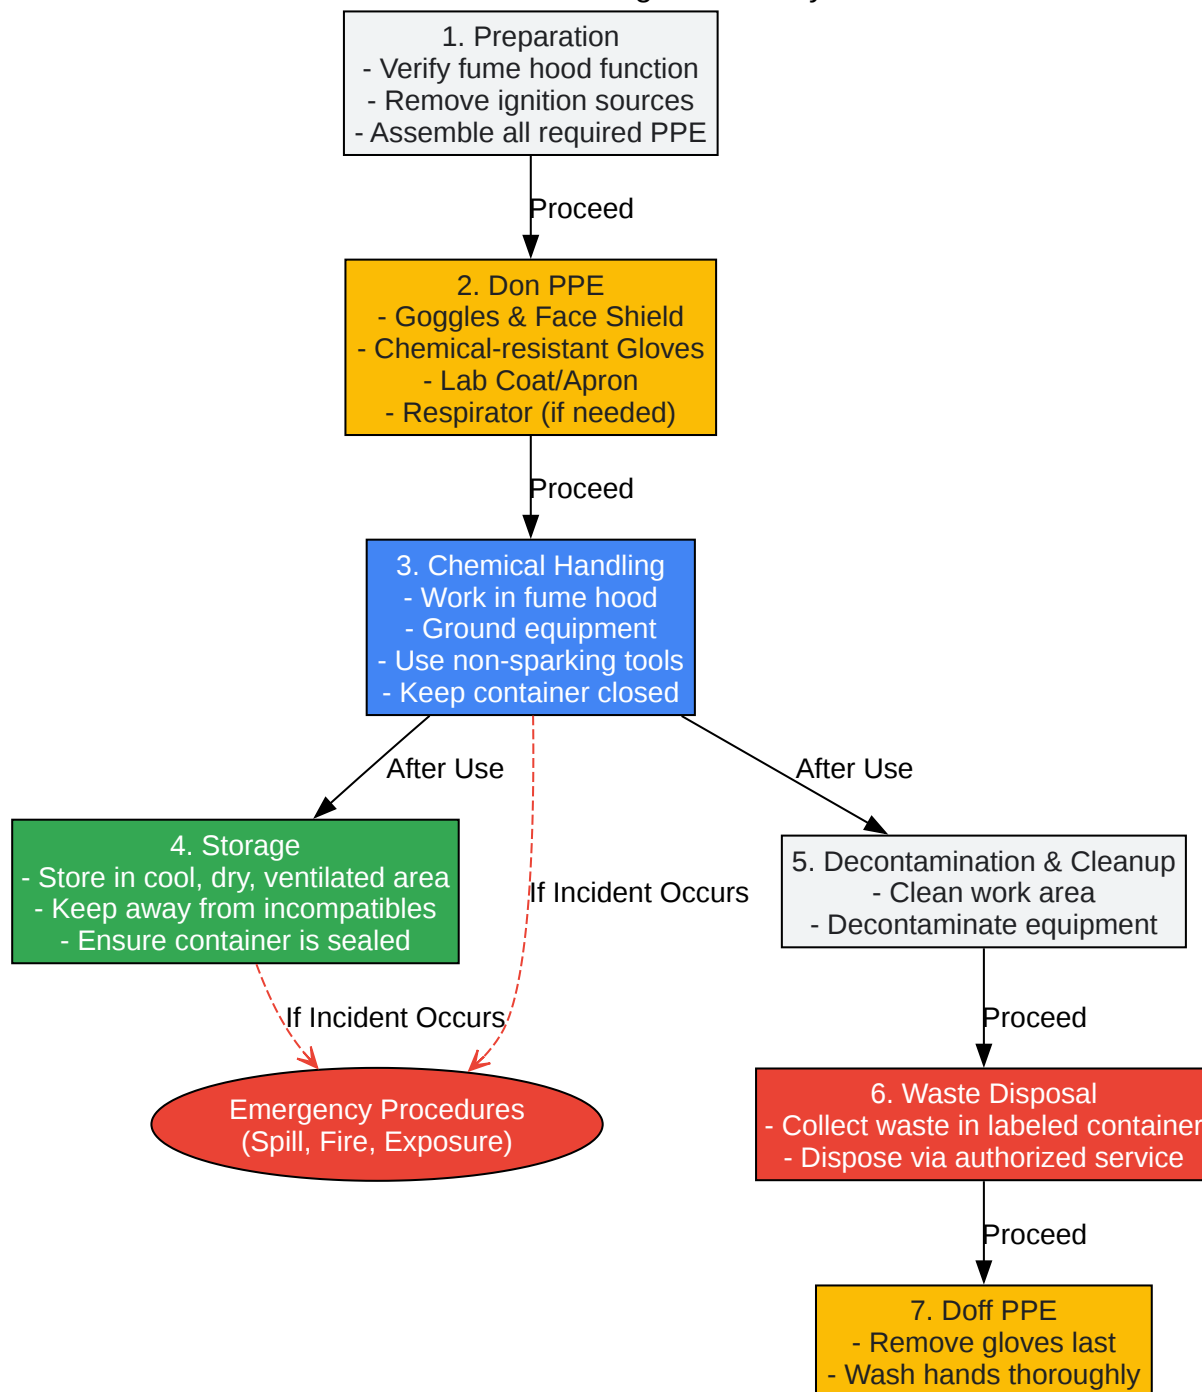 1. Preparation
- Verify fume hood function
- Remove ignition sources
- Assemble all required PPE
Proceed
2. Don PPE
- Goggles & Face Shield
- Chemical-resistant Gloves
- Lab Coat/Apron
- Respirator (if needed)
Proceed
3. Chemical Handling
- Work in fume hood
- Ground equipment
- Use non-sparking tools
- Keep container closed
After Use
After Use
4. Storage
- Store in cool, dry, ventilated area
- Keep away from incompatibles
- Ensure container is sealed
If Incident Occurs
5. Decontamination & Cleanup
- Clean work area
- Decontaminate equipment
If Incident Occurs
Proceed
Emergency Procedures
(Spill, Fire, Exposure)
6. Waste Disposal
- Collect waste in labeled container
- Dispose via authorized service
Proceed
7. Doff PPE
- Remove gloves last
- Wash hands thoroughly